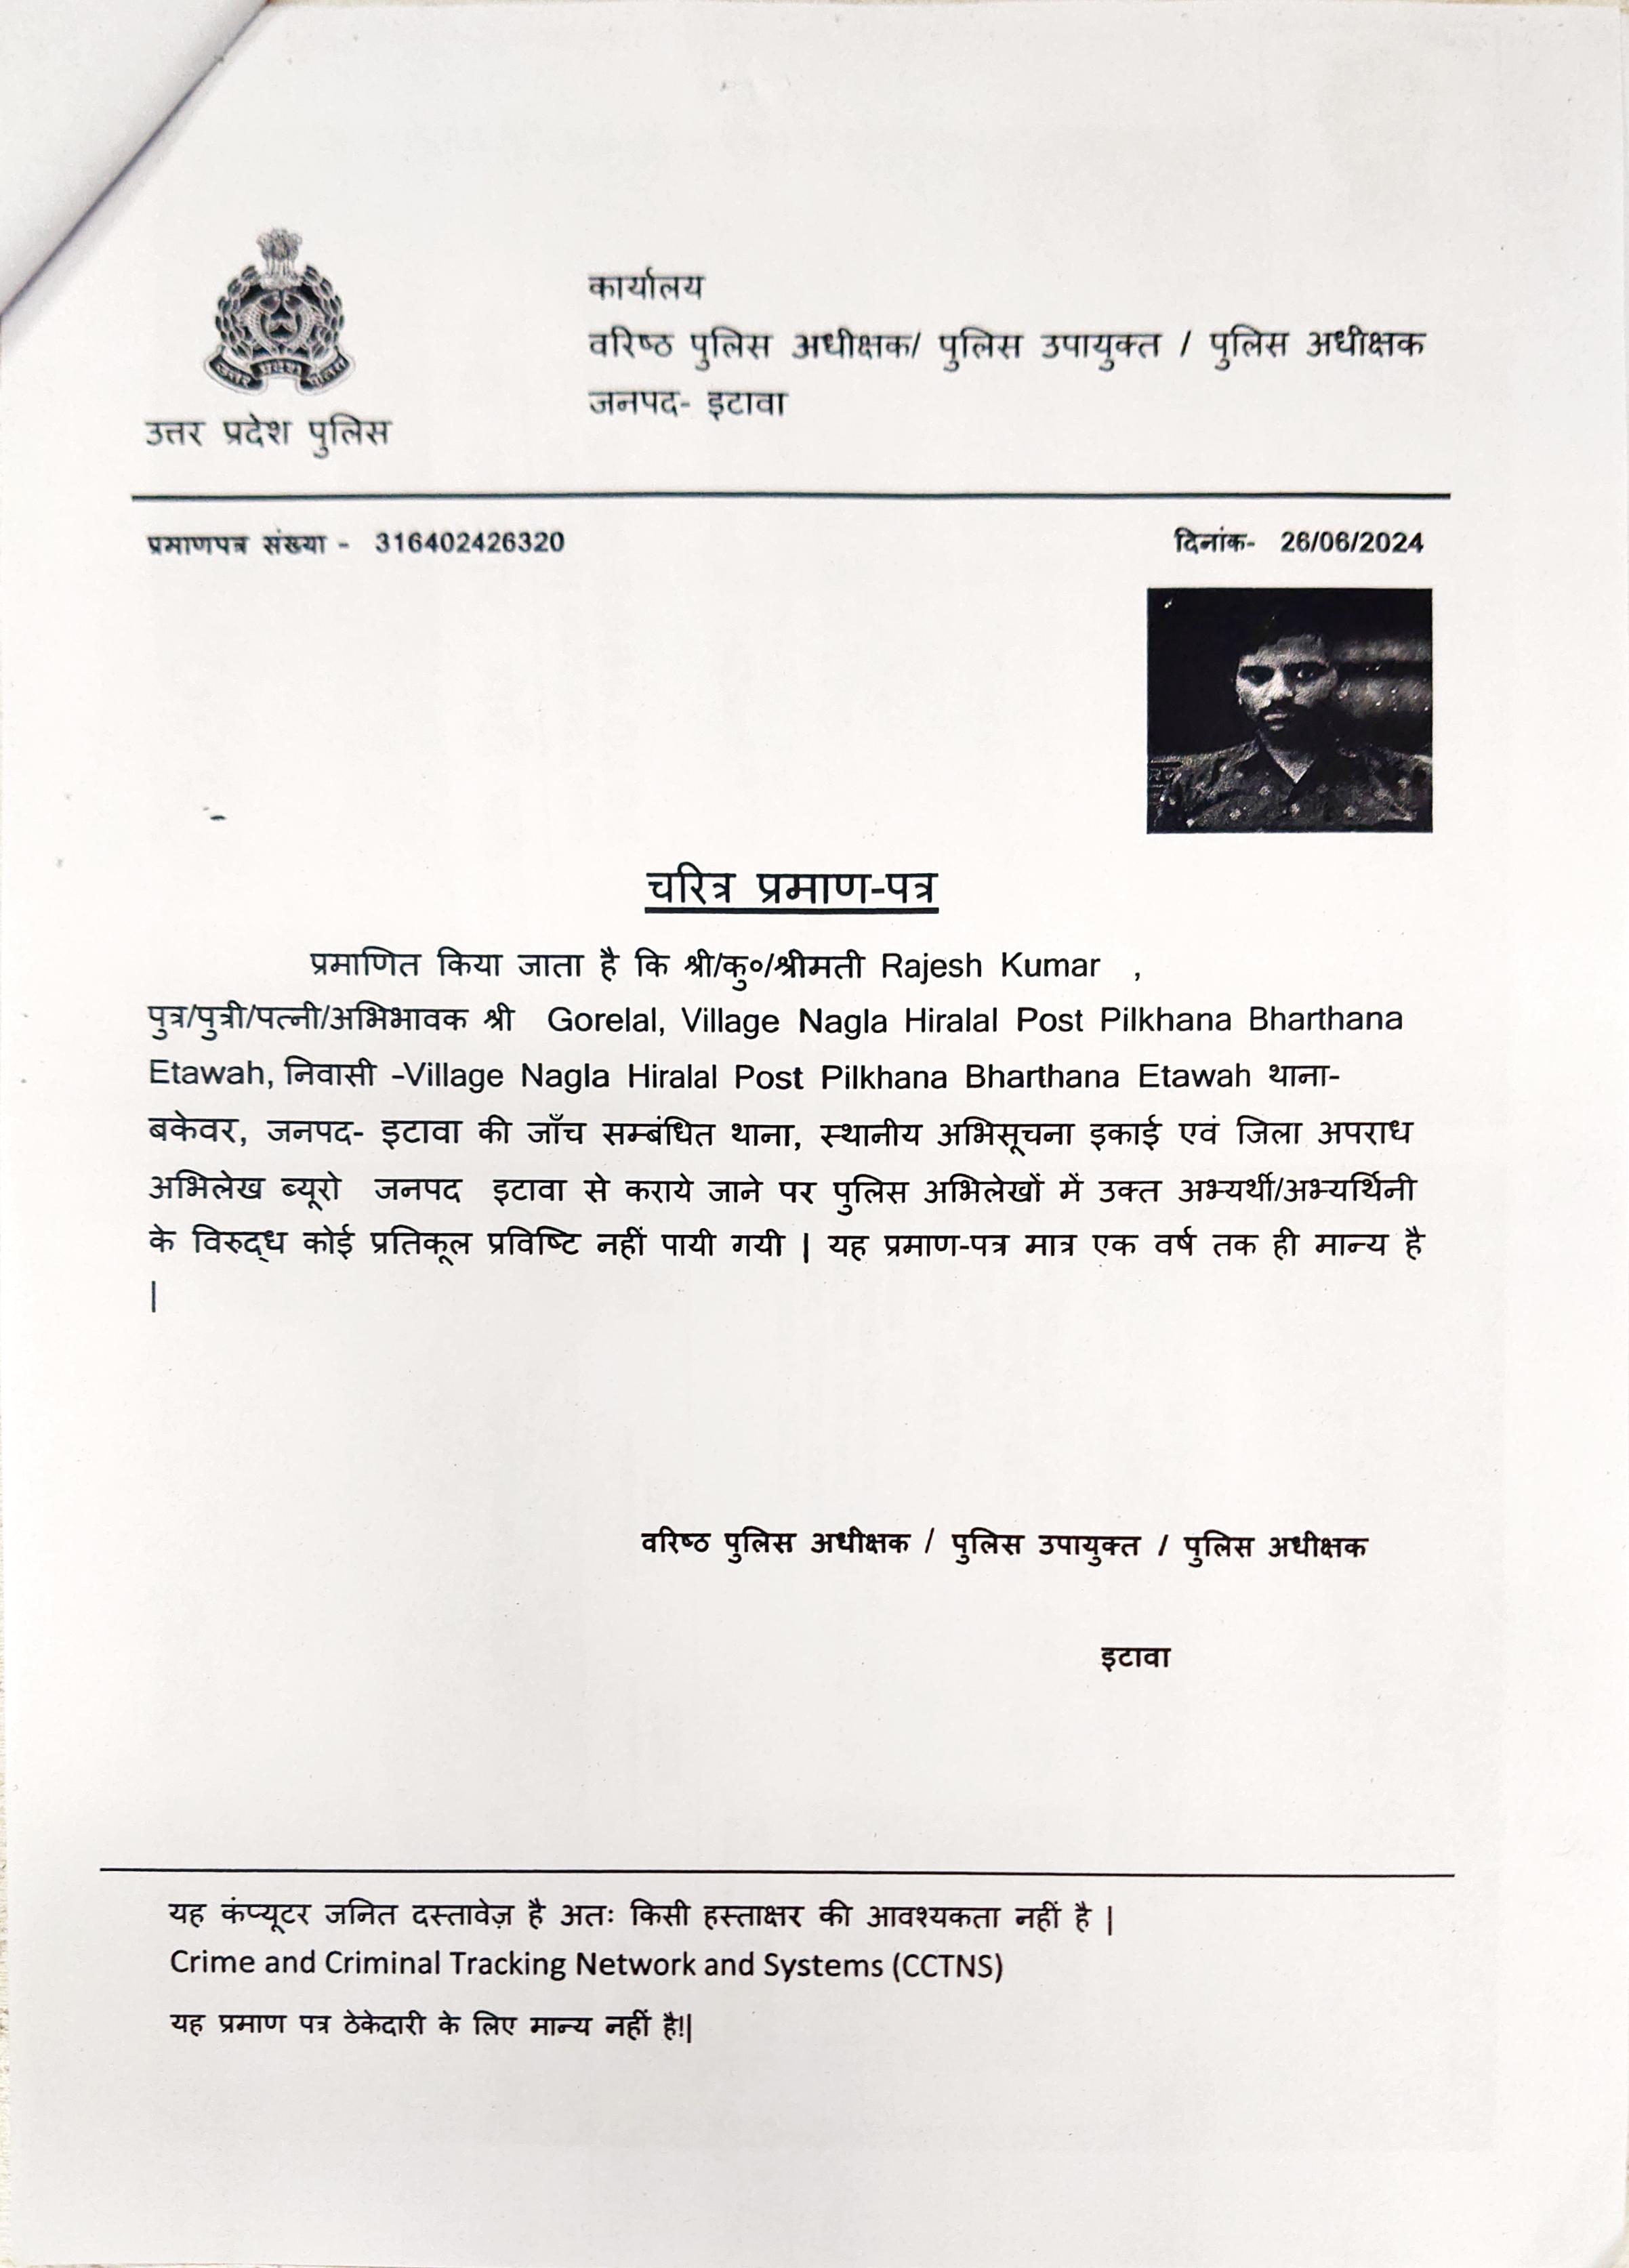 कार्यालय
वरिष्ठ पुलिस अधीक्षक/ पुलिस उपायुक्त / पुलिस अधीक्षक
जनपद- इटावा
उत्तर प्रदेश पुलिस
उत्तर प्रदेश पुलिस
प्रमाणपत्र संख्या - 316402426320
दिनांक- 26/06/2024
चरित्र प्रमाण-पत्र
प्रमाणित किया जाता है कि श्री/कु०/श्रीमती Rajesh Kumar ,
पुत्र/पुत्री/पत्नी/अभिभावक श्री Gorelal, Village Nagla Hiralal Post Pilkhana Bharthana
Etawah, निवासी -Village Nagla Hiralal Post Pilkhana Bharthana Etawah थाना-
बकेवर, जनपद- इटावा की जाँच सम्बंधित थाना, स्थानीय अभिसूचना इकाई एवं जिला अपराध
अभिलेख ब्यूरो जनपद इटावा से कराये जाने पर पुलिस अभिलेखों में उक्त अभ्यर्थी/अभ्यर्थिनी
के विरुद्ध कोई प्रतिकूल प्रविष्टि नहीं पायी गयी | यह प्रमाण-पत्र मात्र एक वर्ष तक ही मान्य है
|
वरिष्ठ पुलिस अधीक्षक / पुलिस उपायुक्त / पुलिस अधीक्षक
इटावा
यह कंप्यूटर जनित दस्तावेज़ है अतः किसी हस्ताक्षर की आवश्यकता नहीं है |
Crime and Criminal Tracking Network and Systems (CCTNS)
यह प्रमाण पत्र ठेकेदारी के लिए मान्य नहीं है!|